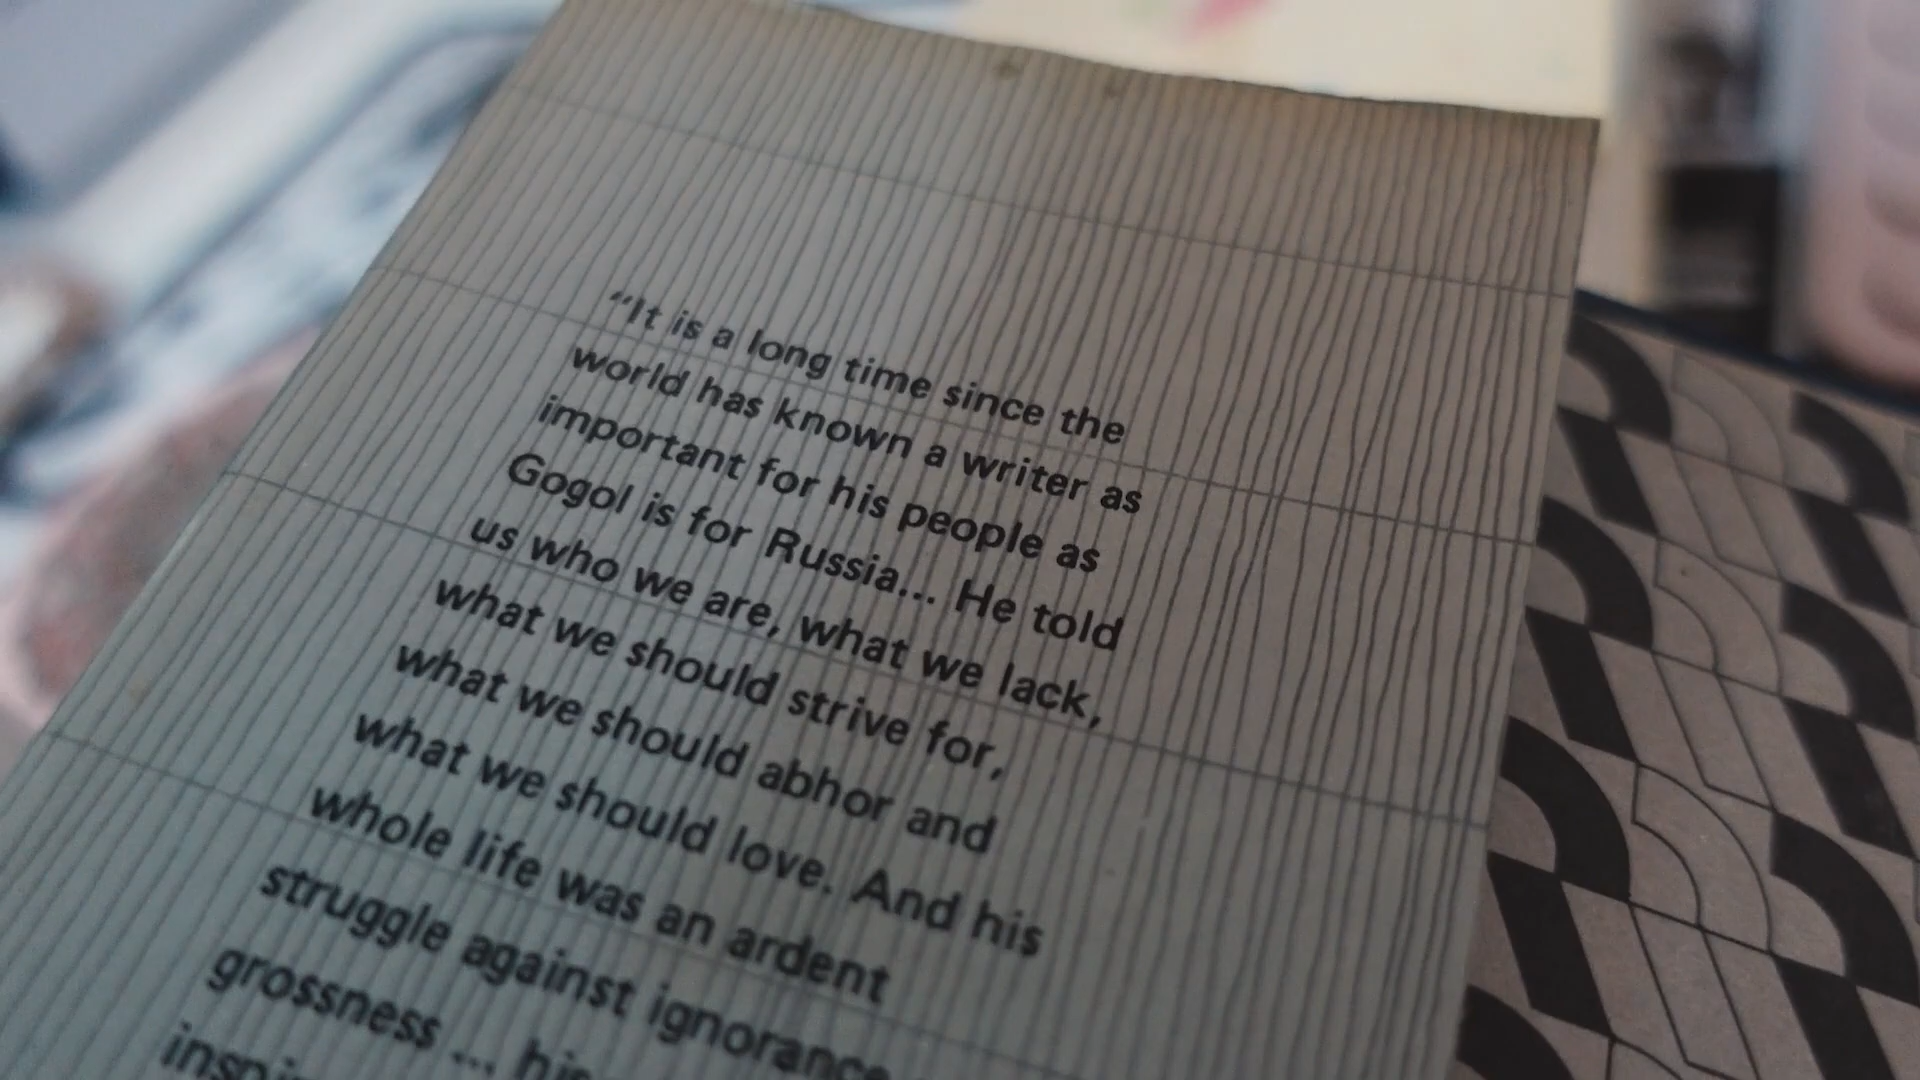 “It is a long time since the
world has known a writer as
important for his people as
Gogol is for Russia... He told
us who we are, what we lack,
what we should strive for,
what we should abhor and
what we should love. And his
whole life was an ardent
struggle against ignorance
grossness ... his